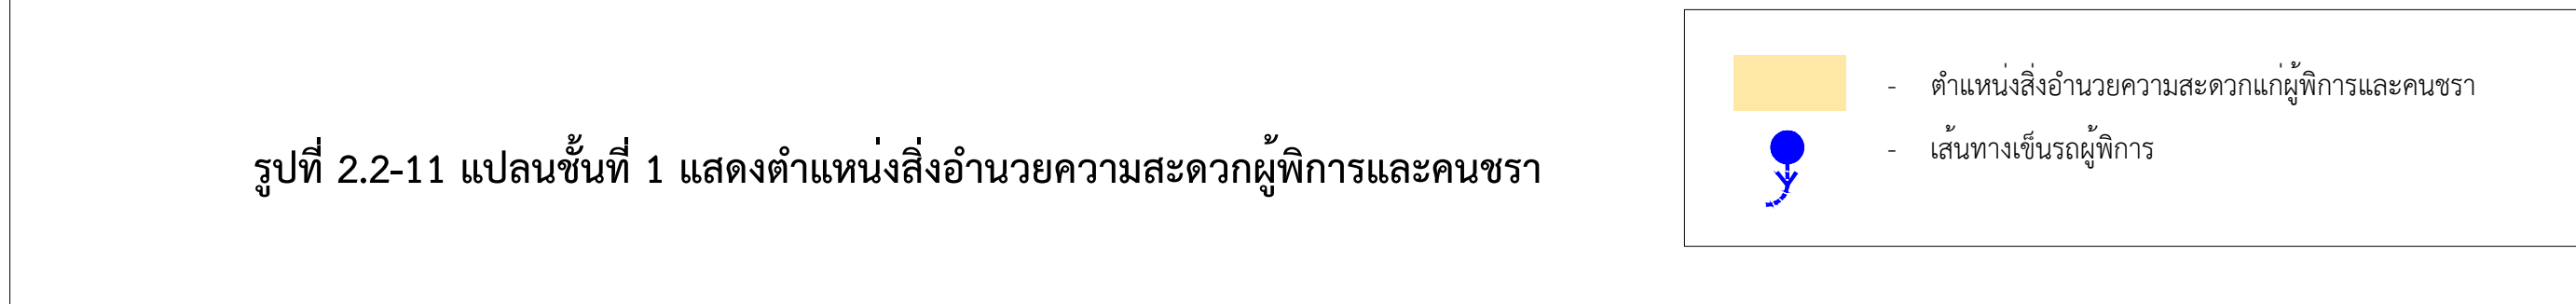 รูปที่ 2.2-11 แปลนชั้นที่ 1 แสดงตำแหน่งสิ่งอำนวยความสะดวกผู้พิการและคนชรา
- ตำแหน่งสิ่งอำนวยความสะดวกแก่ผู้พิการและคนชรา
- เส้นทางเข็นรถผู้พิการ